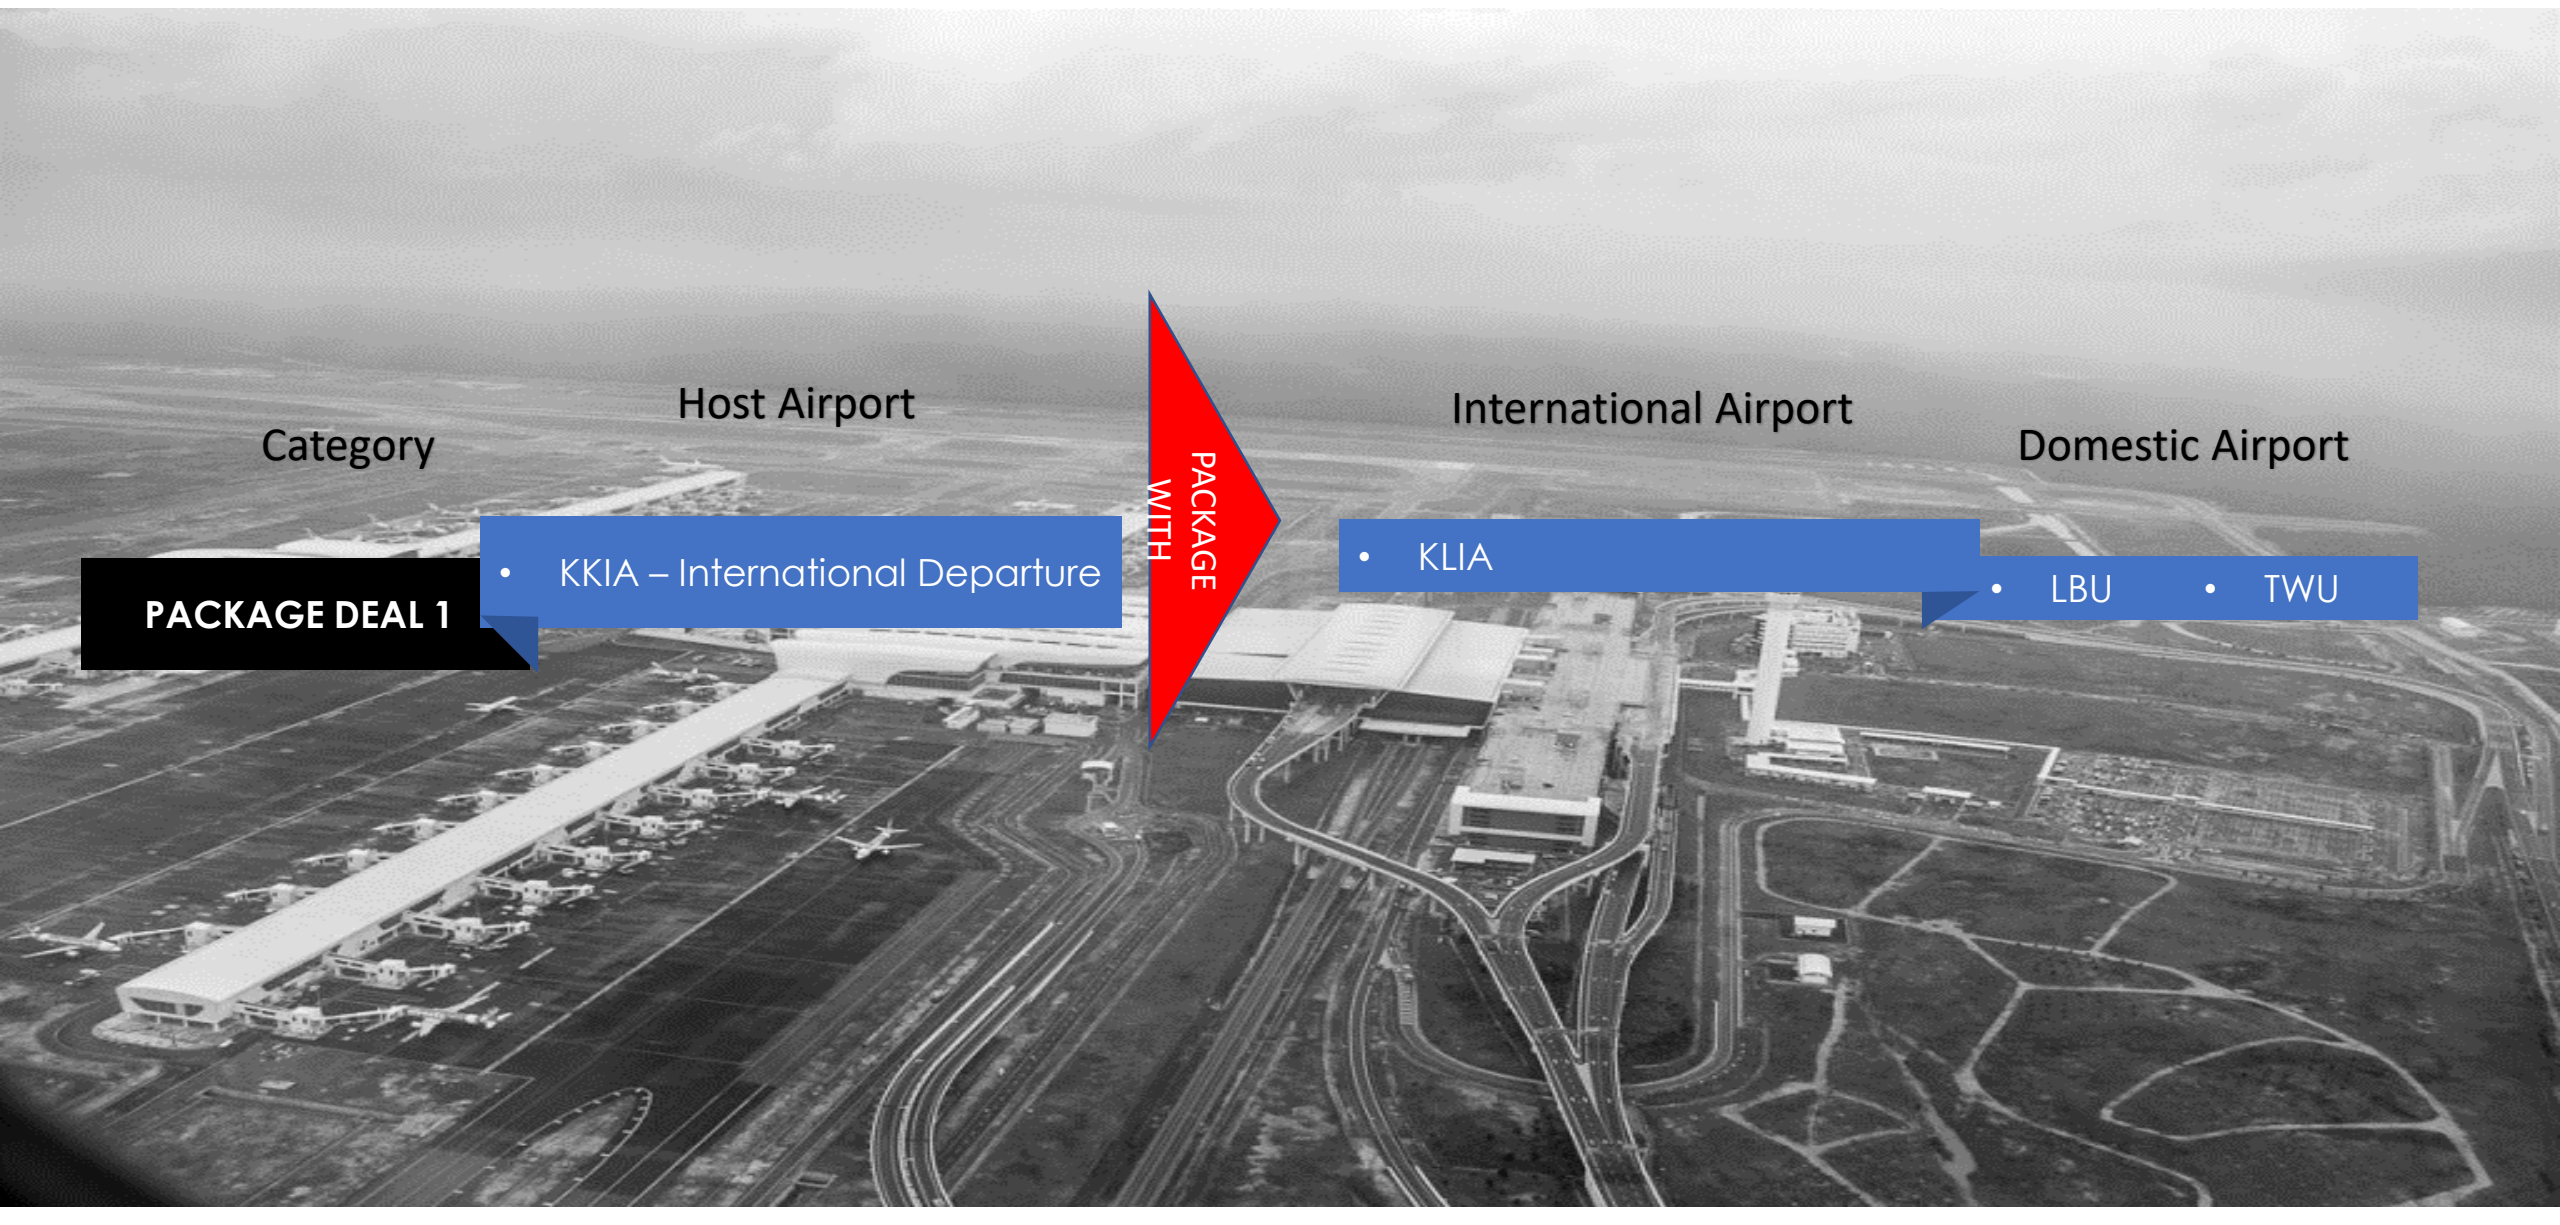 Category
Host Airport
International Airport
Domestic Airport
PACKAGE DEAL 1
• KKIA – International Departure
PACKAGE
WITH
• KLIA
• LBU • TWU